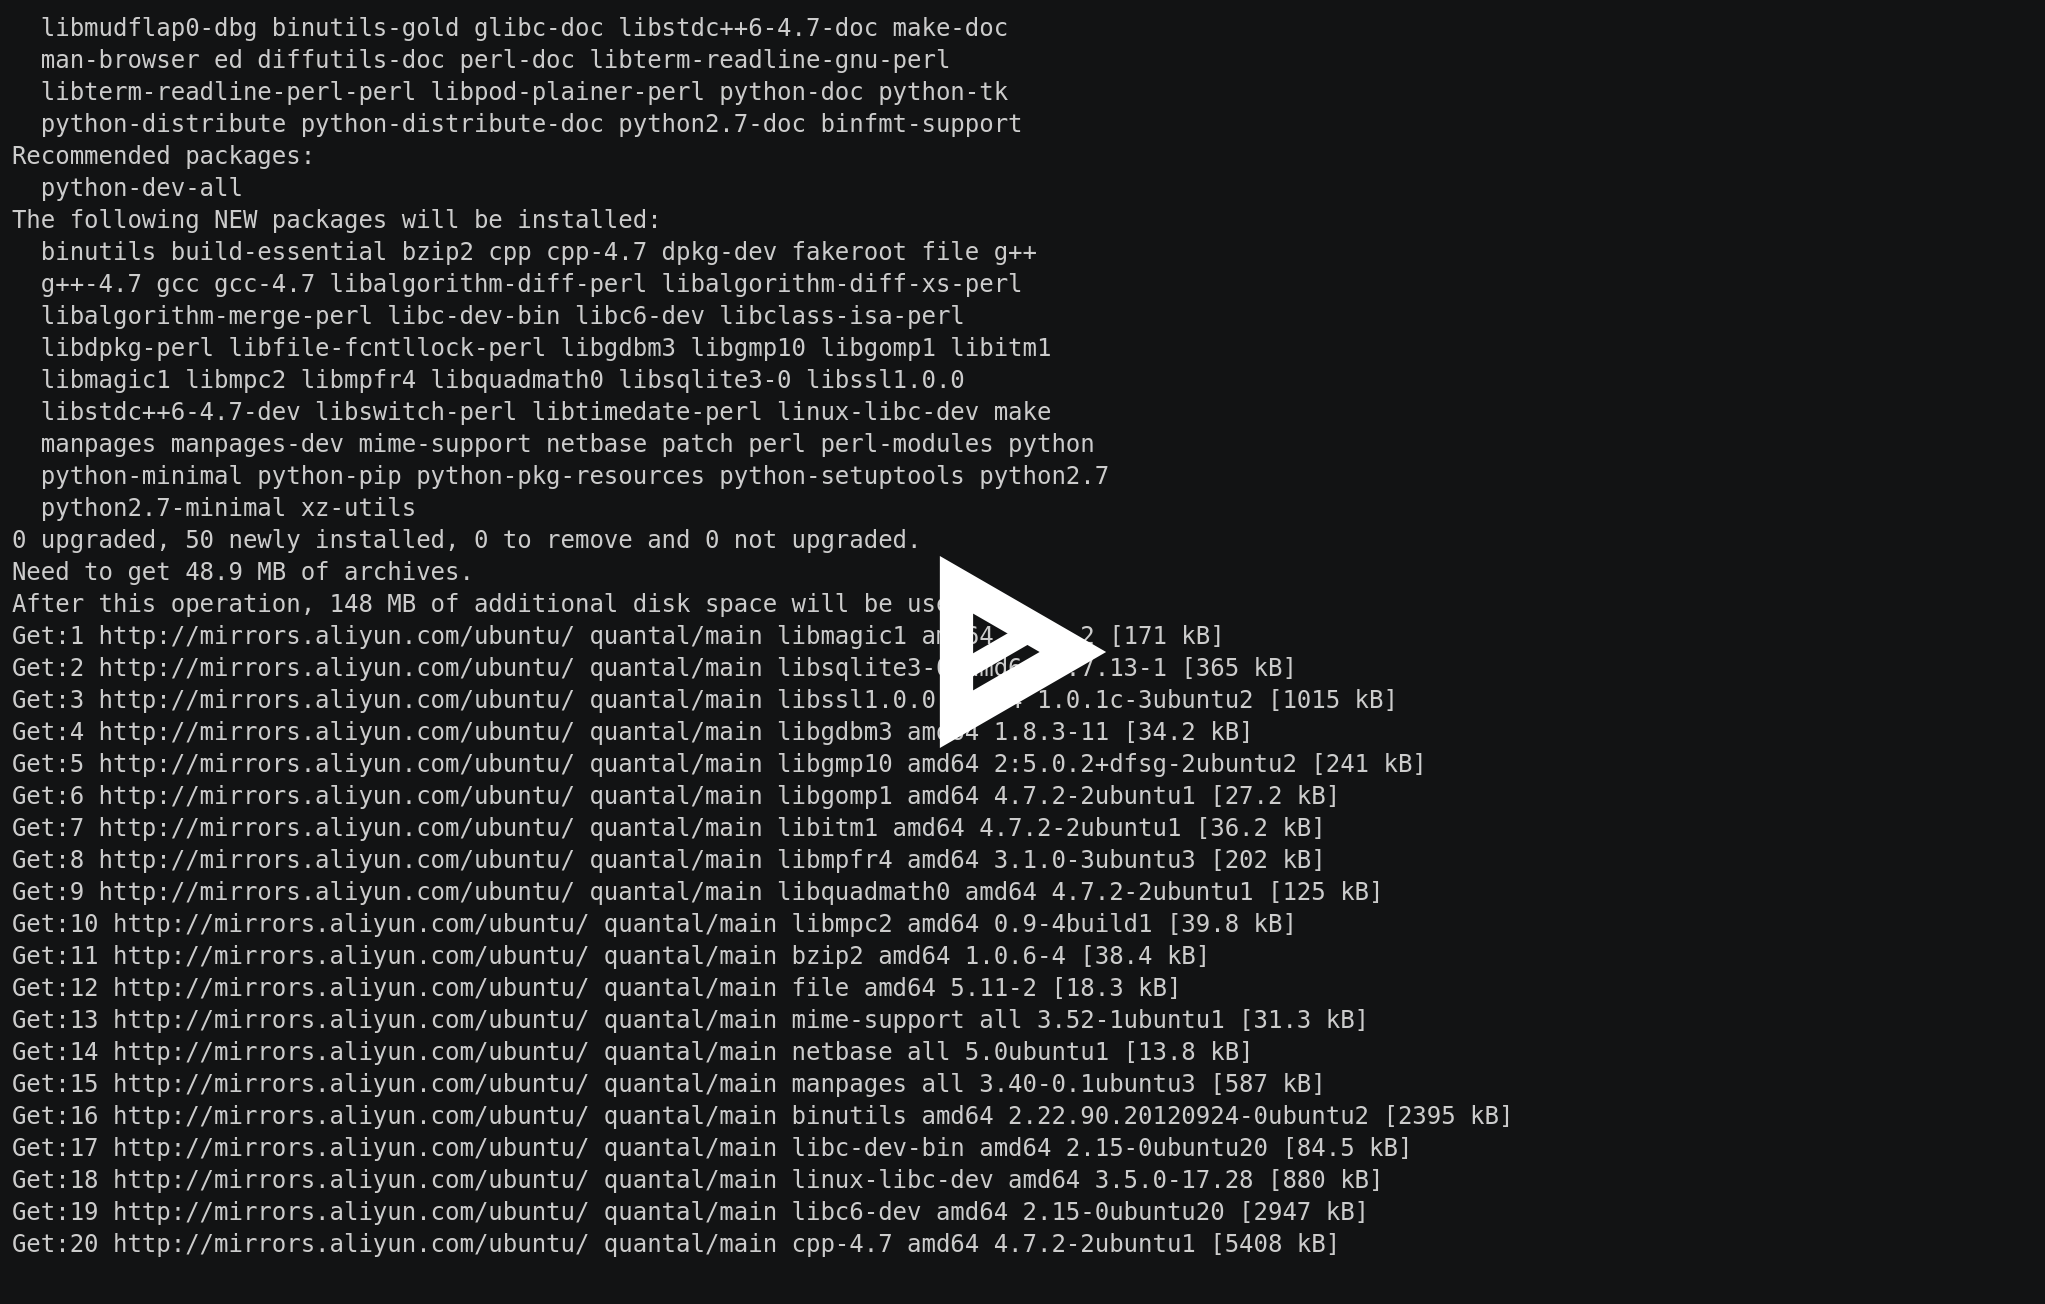 libmudflap0-dbg binutils-gold glibc-doc libstdc++6-4.7-doc make-doc
man-browser ed diffutils-doc perl-doc libterm-readline-gnu-perl
libterm-readline-perl-perl libpod-plainer-perl python-doc python-tk
python-distribute python-distribute-doc python2.7-doc binfmt-support
Recommended packages:
python-dev-all
The following NEW packages will be installed:
binutils build-essential bzip2 cpp cpp-4.7 dpkg-dev fakeroot file g++
g++-4.7 gcc gcc-4.7 libalgorithm-diff-perl libalgorithm-diff-xs-perl
libalgorithm-merge-perl libc-dev-bin libc6-dev libclass-isa-perl
libdpkg-perl libfile-fcntllock-perl libgdbm3 libgmp10 libgomp1 libitm1
libmagic1 libmpc2 libmpfr4 libquadmath0 libsqlite3-0 libssl1.0.0
libstdc++6-4.7-dev libswitch-perl libtimedate-perl linux-libc-dev make
manpages manpages-dev mime-support netbase patch perl perl-modules python
python-minimal python-pip python-pkg-resources python-setuptools python2.7
python2.7-minimal xz-utils
0 upgraded, 50 newly installed, 0 to remove and 0 not upgraded.
Need to get 48.9 MB of archives.
After this operation, 148 MB of additional disk space will be
Get:1 http://mirrors.aliyun.com/ubuntu/ quantal/main libmagic1 [171 kB]
Get:2 http://mirrors.aliyun.com/ubuntu/ quantal/main [365 kB]
Get:3 http://mirrors.aliyun.com/ubuntu/ quantal/main libssl1.0.0 1.0.1c-3ubuntu2 [1015 kB]
Get:4 http://mirrors.aliyun.com/ubuntu/ quantal/main libgdbm3 1.8.3-11 [34.2 kB]
Get:5 http://mirrors.aliyun.com/ubuntu/ quantal/main libgmp10 amd64 2:5.0.2+dfsg-2ubuntu2 [241 kB]
Get:6 http://mirrors.aliyun.com/ubuntu/ quantal/main libgomp1 amd64 4.7.2-2ubuntu1 [27.2 kB]
Get:7 http://mirrors.aliyun.com/ubuntu/ quantal/main libitm1 amd64 4.7.2-2ubuntu1 [36.2 kB]
Get:8 http://mirrors.aliyun.com/ubuntu/ quantal/main libmpfr4 amd64 3.1.0-3ubuntu3 [202 kB]
Get:9 http://mirrors.aliyun.com/ubuntu/ quantal/main libquadmath0 amd64 4.7.2-2ubuntu1 [125 kB]
Get:10 http://mirrors.aliyun.com/ubuntu/ quantal/main libmpc2 amd64 0.9-4build1 [39.8 kB]
Get:11 http://mirrors.aliyun.com/ubuntu/ quantal/main bzip2 amd64 1.0.6-4 [38.4 kB]
Get:12 http://mirrors.aliyun.com/ubuntu/ quantal/main file amd64 5.11-2 [18.3 kB]
Get:13 http://mirrors.aliyun.com/ubuntu/ quantal/main mime-support all 3.52-1ubuntu1 [31.3 kB]
Get:14 http://mirrors.aliyun.com/ubuntu/ quantal/main netbase all 5.0ubuntu1 [13.8 kB]
Get:15 http://mirrors.aliyun.com/ubuntu/ quantal/main manpages all 3.40-0.1ubuntu3 [587 kB]
Get:16 http://mirrors.aliyun.com/ubuntu/ quantal/main binutils amd64 2.22.90.20120924-0ubuntu2 [2395 kB]
Get:17 http://mirrors.aliyun.com/ubuntu/ quantal/main libc-dev-bin amd64 2.15-0ubuntu20 [84.5 kB]
Get:18 http://mirrors.aliyun.com/ubuntu/ quantal/main linux-libc-dev amd64 3.5.0-17.28 [880 kB]
Get:19 http://mirrors.aliyun.com/ubuntu/ quantal/main libc6-dev amd64 2.15-0ubuntu20 [2947 kB]
Get:20 http://mirrors.aliyun.com/ubuntu/ quantal/main cpp-4.7 amd64 4.7.2-2ubuntu1 [5408 kB]